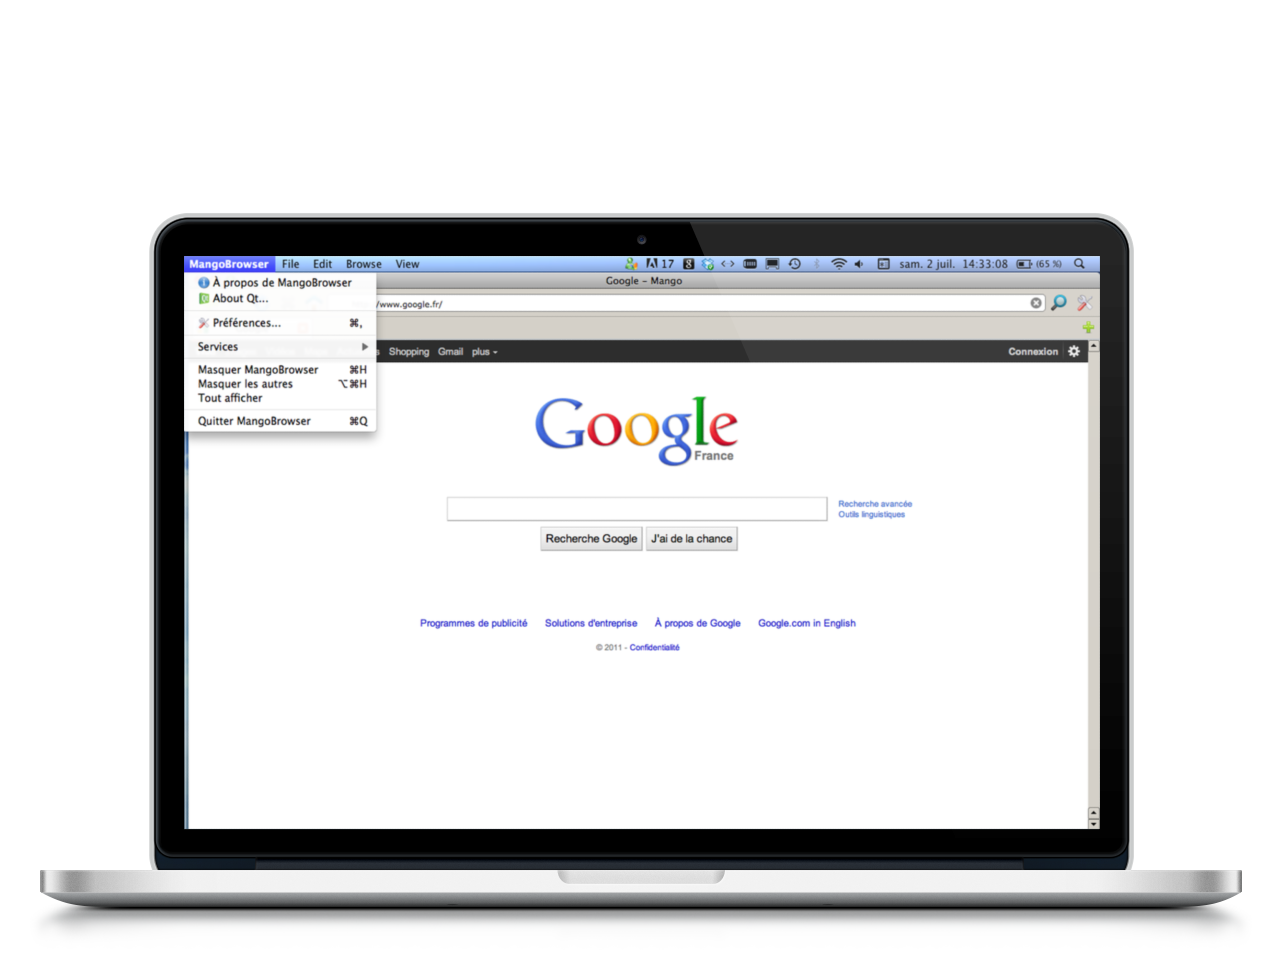 MangoBrowser File Edit Browse View 17 8 sam. 2 juil. 14:33:08 (65 %)
Google – Mango
À propos de MangoBrowser
About Qt...
/www.google.fr/
Préférences... ⌘,
Services
Shopping Gmail plus
Connexion
Masquer MangoBrowser ⌘H
Masquer les autres ⌥⌘H
Tout afficher
Quitter MangoBrowser ⌘Q
Google
France
Recherche avancée
Outils linguistiques
Recherche Google J'ai de la chance
Programmes de publicité Solutions d'entreprise À propos de Google Google.com in English
© 2011 - Confidentialité